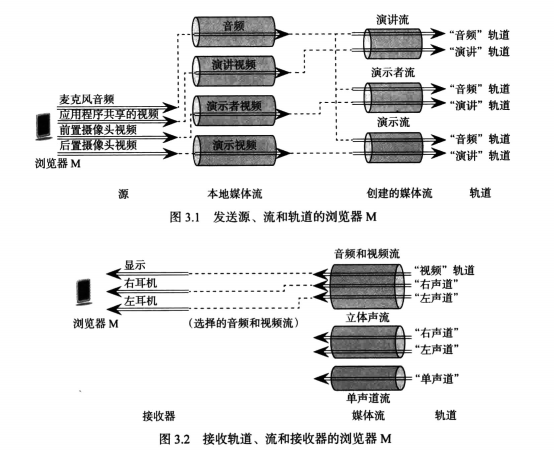 音频
演讲流
“音频”轨道
“演讲”轨道
演讲视频
麦克风音频
演示者流
应用程序共享的视频
演示者视频
“音频”轨道
“演讲”轨道
前置摄像头视频
演示流
后置摄像头视频
演示视频
“音频”轨道
“演讲”轨道
浏览器 M
源
本地媒体流
创建的媒体流
轨道
图 3.1 发送源、流和轨道的浏览器 M
音频和视频流
显示
“视频”轨道
右耳机
“右声道”
左耳机
“左声道”
浏览器 M
(选择的音频和视频流)
立体声流
“右声道”
“左声道”
“单声道”
单声道流
接收器
媒体流
轨道
图 3.2 接收轨道、流和接收器的浏览器 M